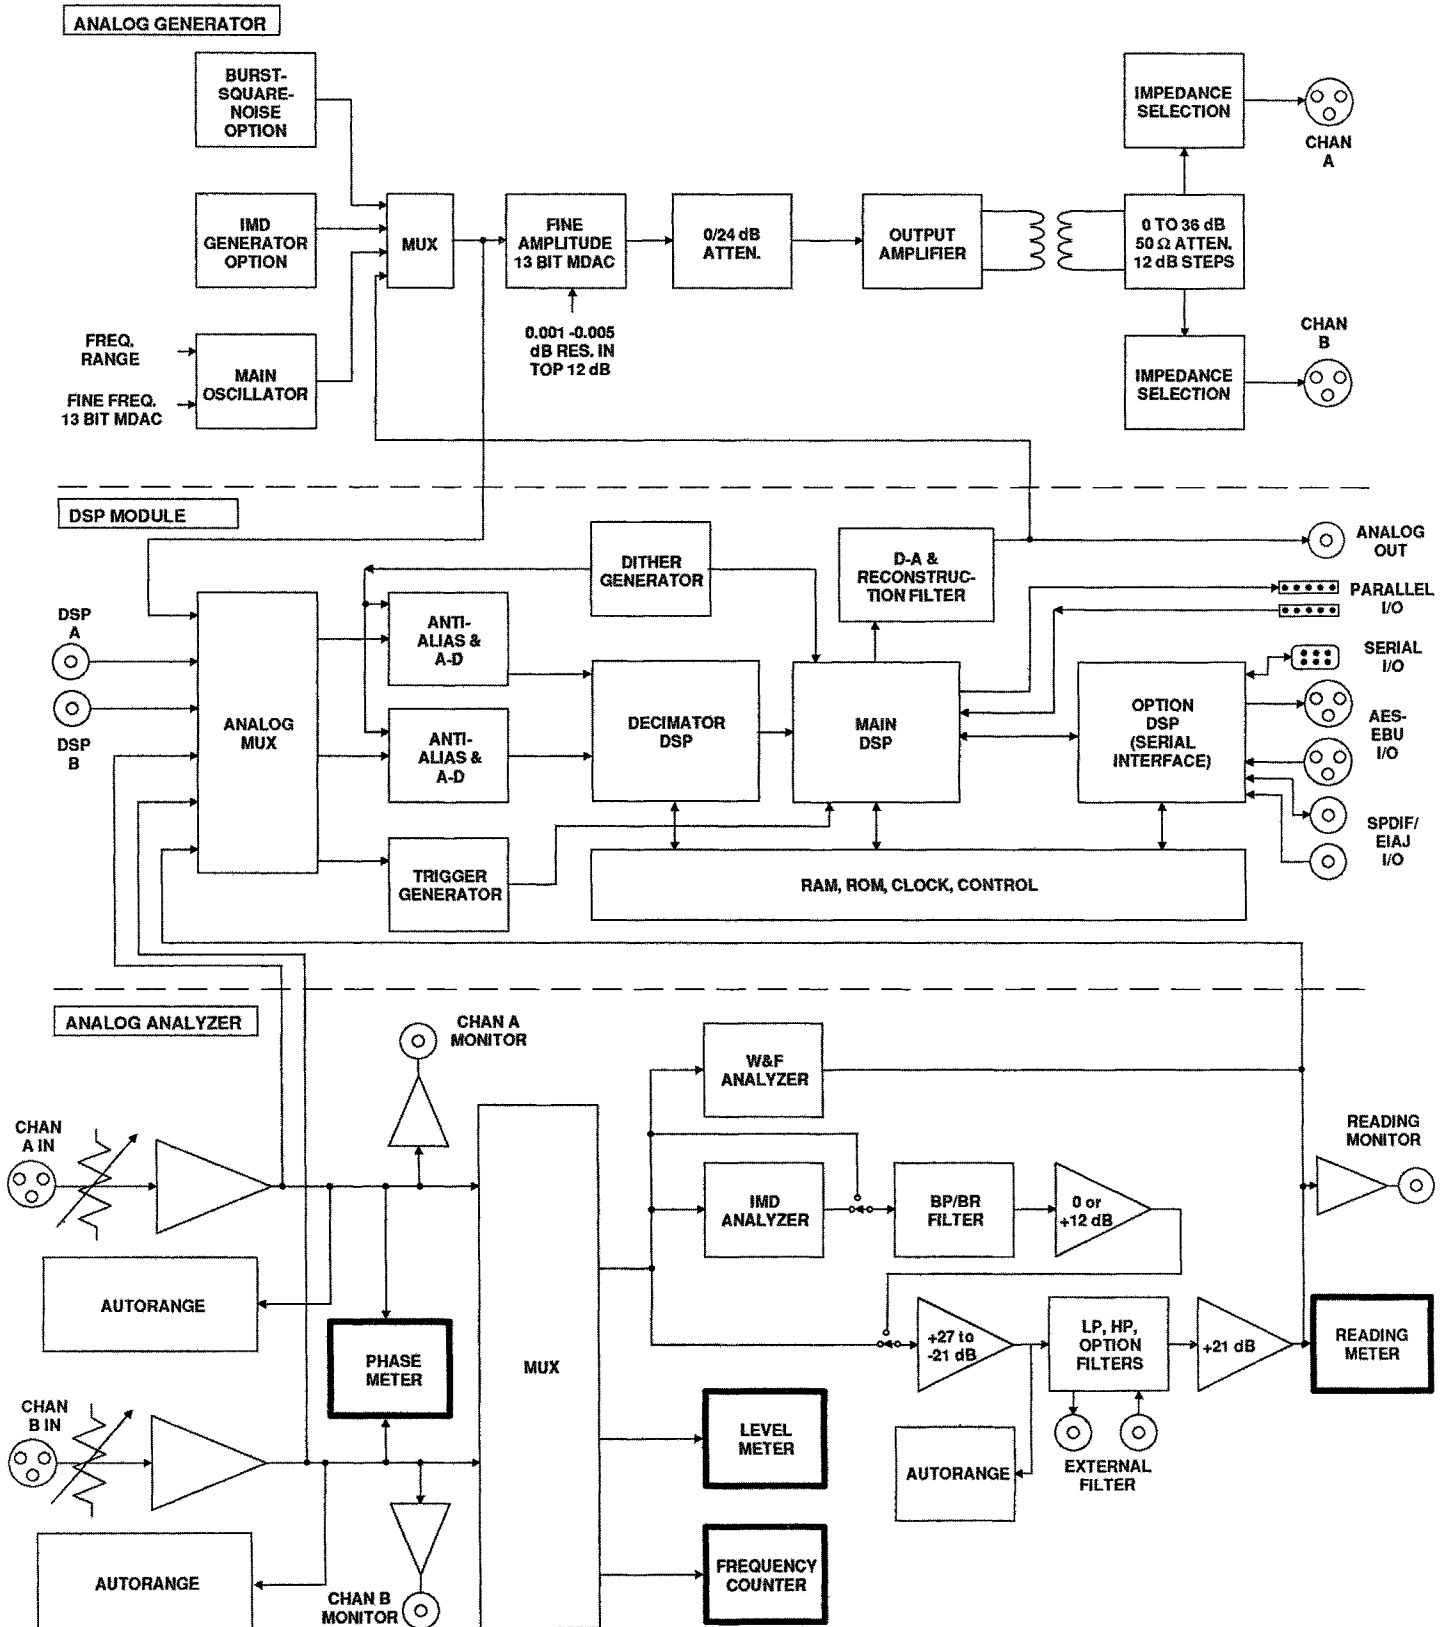 ANALOG GENERATOR
BURST-
SQUARE-
NOISE
OPTION
IMD
GENERATOR
OPTION
FREQ.
RANGE
FINE FREQ.
13 BIT MDAC
MAIN
OSCILLATOR
MUX
FINE
AMPLITUDE
13 BIT MDAC
0.001 -0.005
dB RES. IN
TOP 12 dB
0/24 dB
ATTEN.
OUTPUT
AMPLIFIER
0 TO 36 dB
50 Ω ATTEN.
12 dB STEPS
IMPEDANCE
SELECTION
CHAN
A
CHAN
B
IMPEDANCE
SELECTION
DSP MODULE
DSP
A
DSP
B
ANALOG
MUX
DITHER
GENERATOR
ANTI-
ALIAS &
A-D
ANTI-
ALIAS &
A-D
TRIGGER
GENERATOR
DECIMATOR
DSP
D-A &
RECONSTRUC-
TION FILTER
MAIN
DSP
OPTION
DSP
(SERIAL
INTERFACE)
RAM, ROM, CLOCK, CONTROL
ANALOG
OUT
PARALLEL
I/O
SERIAL
I/O
AES-
EBU
I/O
SPDIF/
EIAJ
I/O
ANALOG ANALYZER
CHAN A
MONITOR
CHAN
A IN
AUTORANGE
PHASE
METER
CHAN
B IN
AUTORANGE
CHAN B
MONITOR
MUX
W&F
ANALYZER
IMD
ANALYZER
BP/BR
FILTER
0 or
+12 dB
+27 to
-21 dB
LP, HP,
OPTION
FILTERS
+21 dB
READING
MONITOR
READING
METER
LEVEL
METER
AUTORANGE
EXTERNAL
FILTER
FREQUENCY
COUNTER